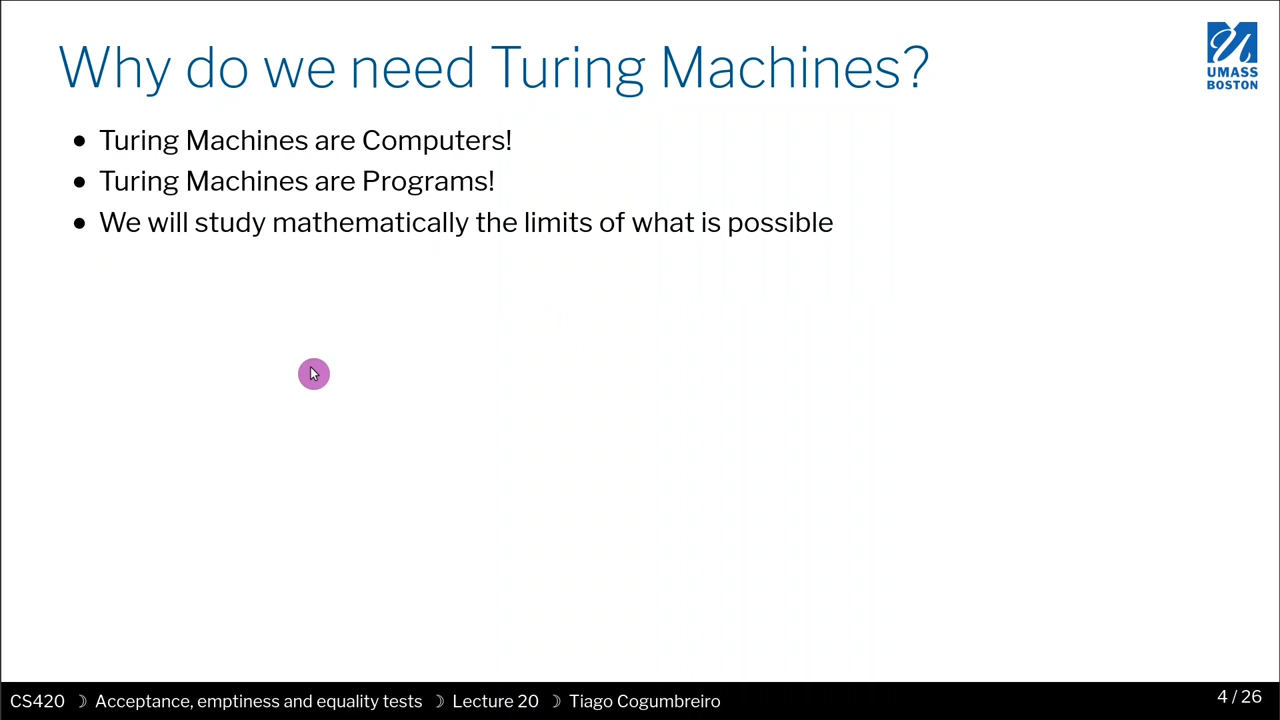 Why do we need Turing Machines?
UMASS
BOSTON
• Turing Machines are Computers!
• Turing Machines are Programs!
• We will study mathematically the limits of what is possible
CS420 ☽ Acceptance, emptiness and equality tests ☽ Lecture 20 ☽ Tiago Cogumbreiro
4 / 26